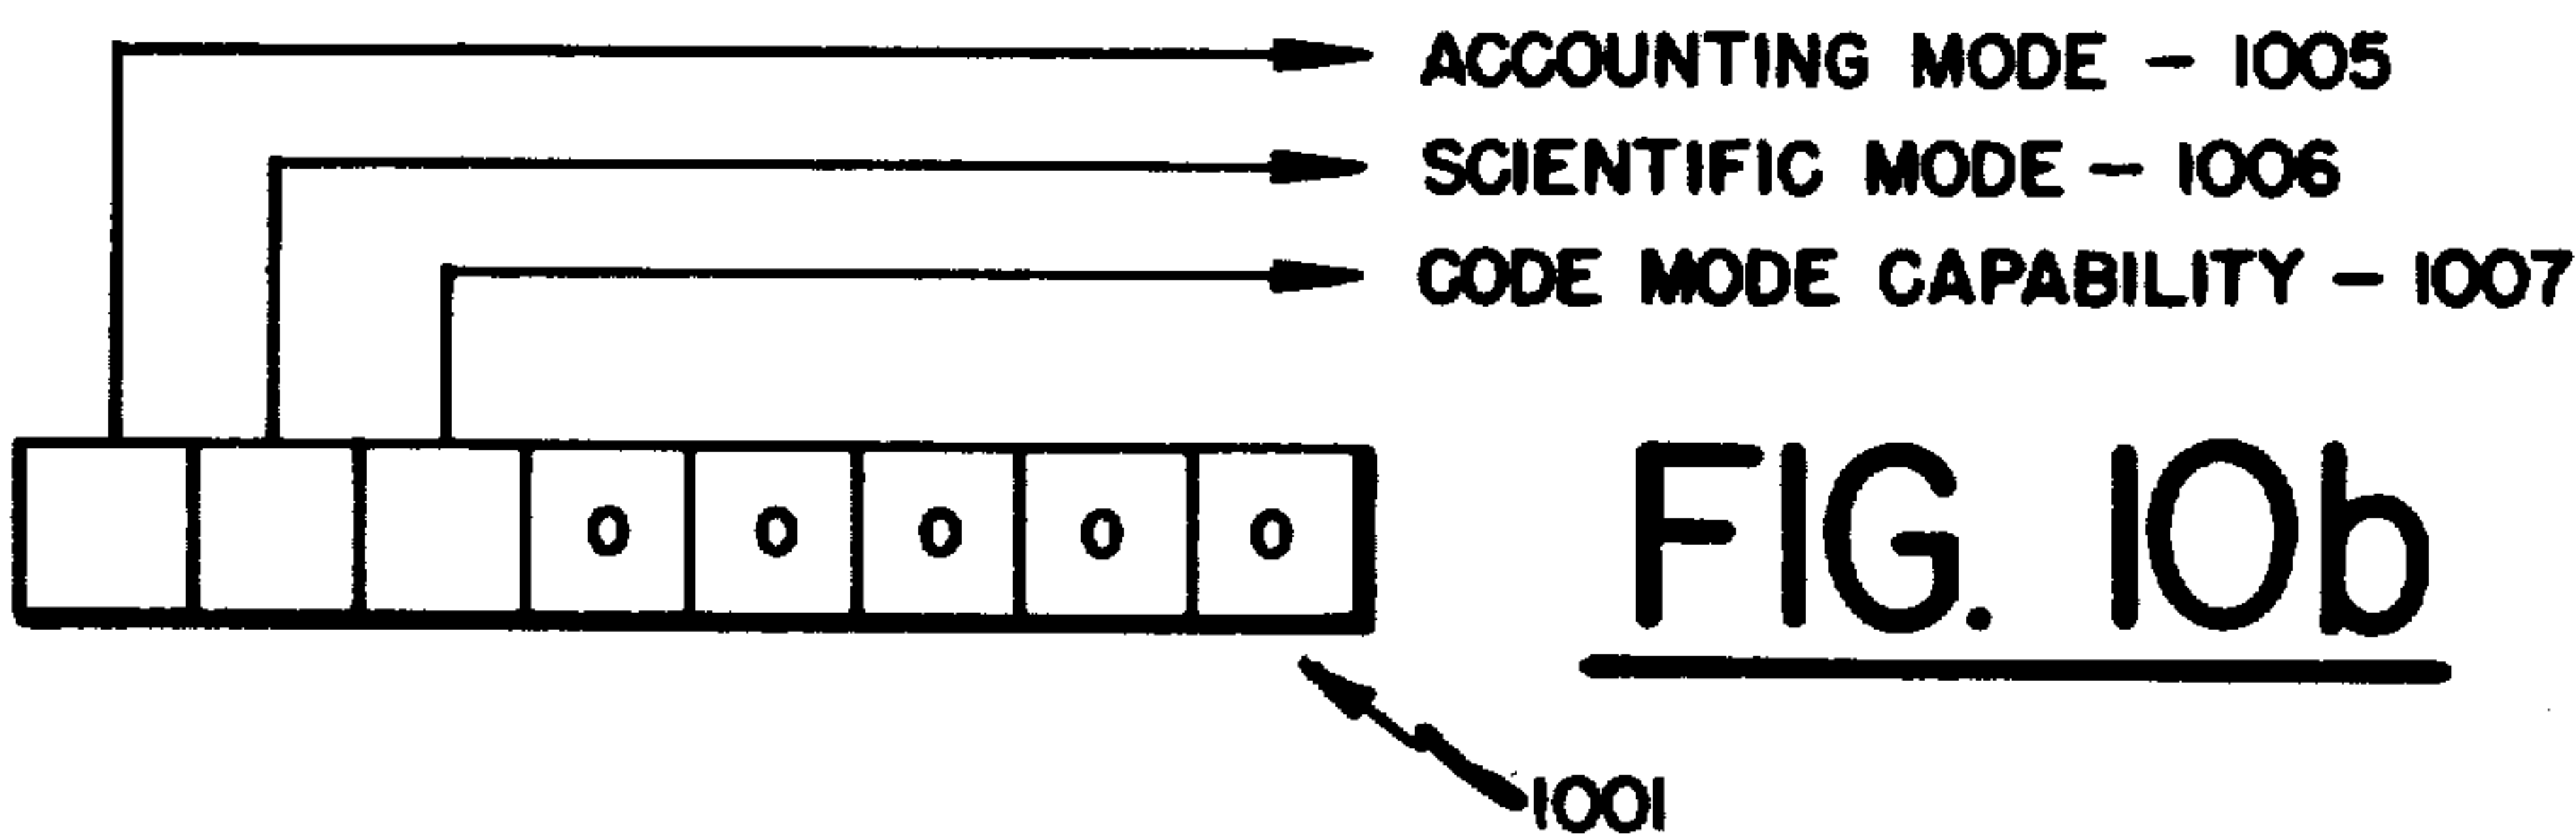 ACCOUNTING MODE – 1005
SCIENTIFIC MODE – 1006
CODE MODE CAPABILITY – 1007
0 0 0 0 0
FIG. 10b
1001